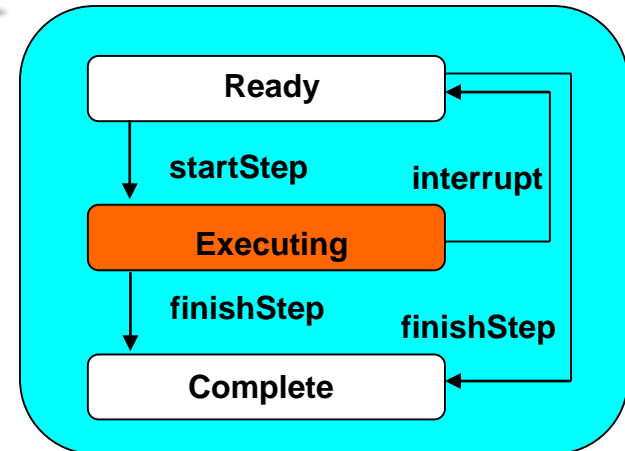 Ready
startStep
interrupt
Executing
finishStep
finishStep
Complete